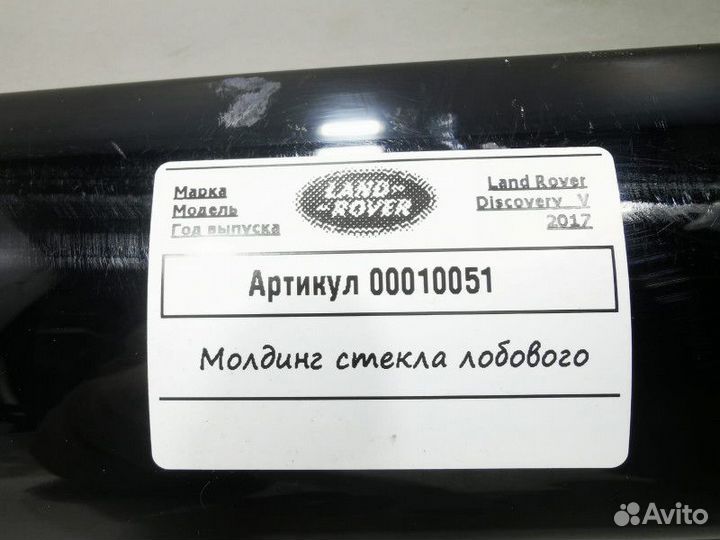 Марка
Модель
Год выпуска
LAND-
-ROVER
Land Rover
Discovery V
2017
Артикул 00010051
Молдинг стекла лобового
Avito